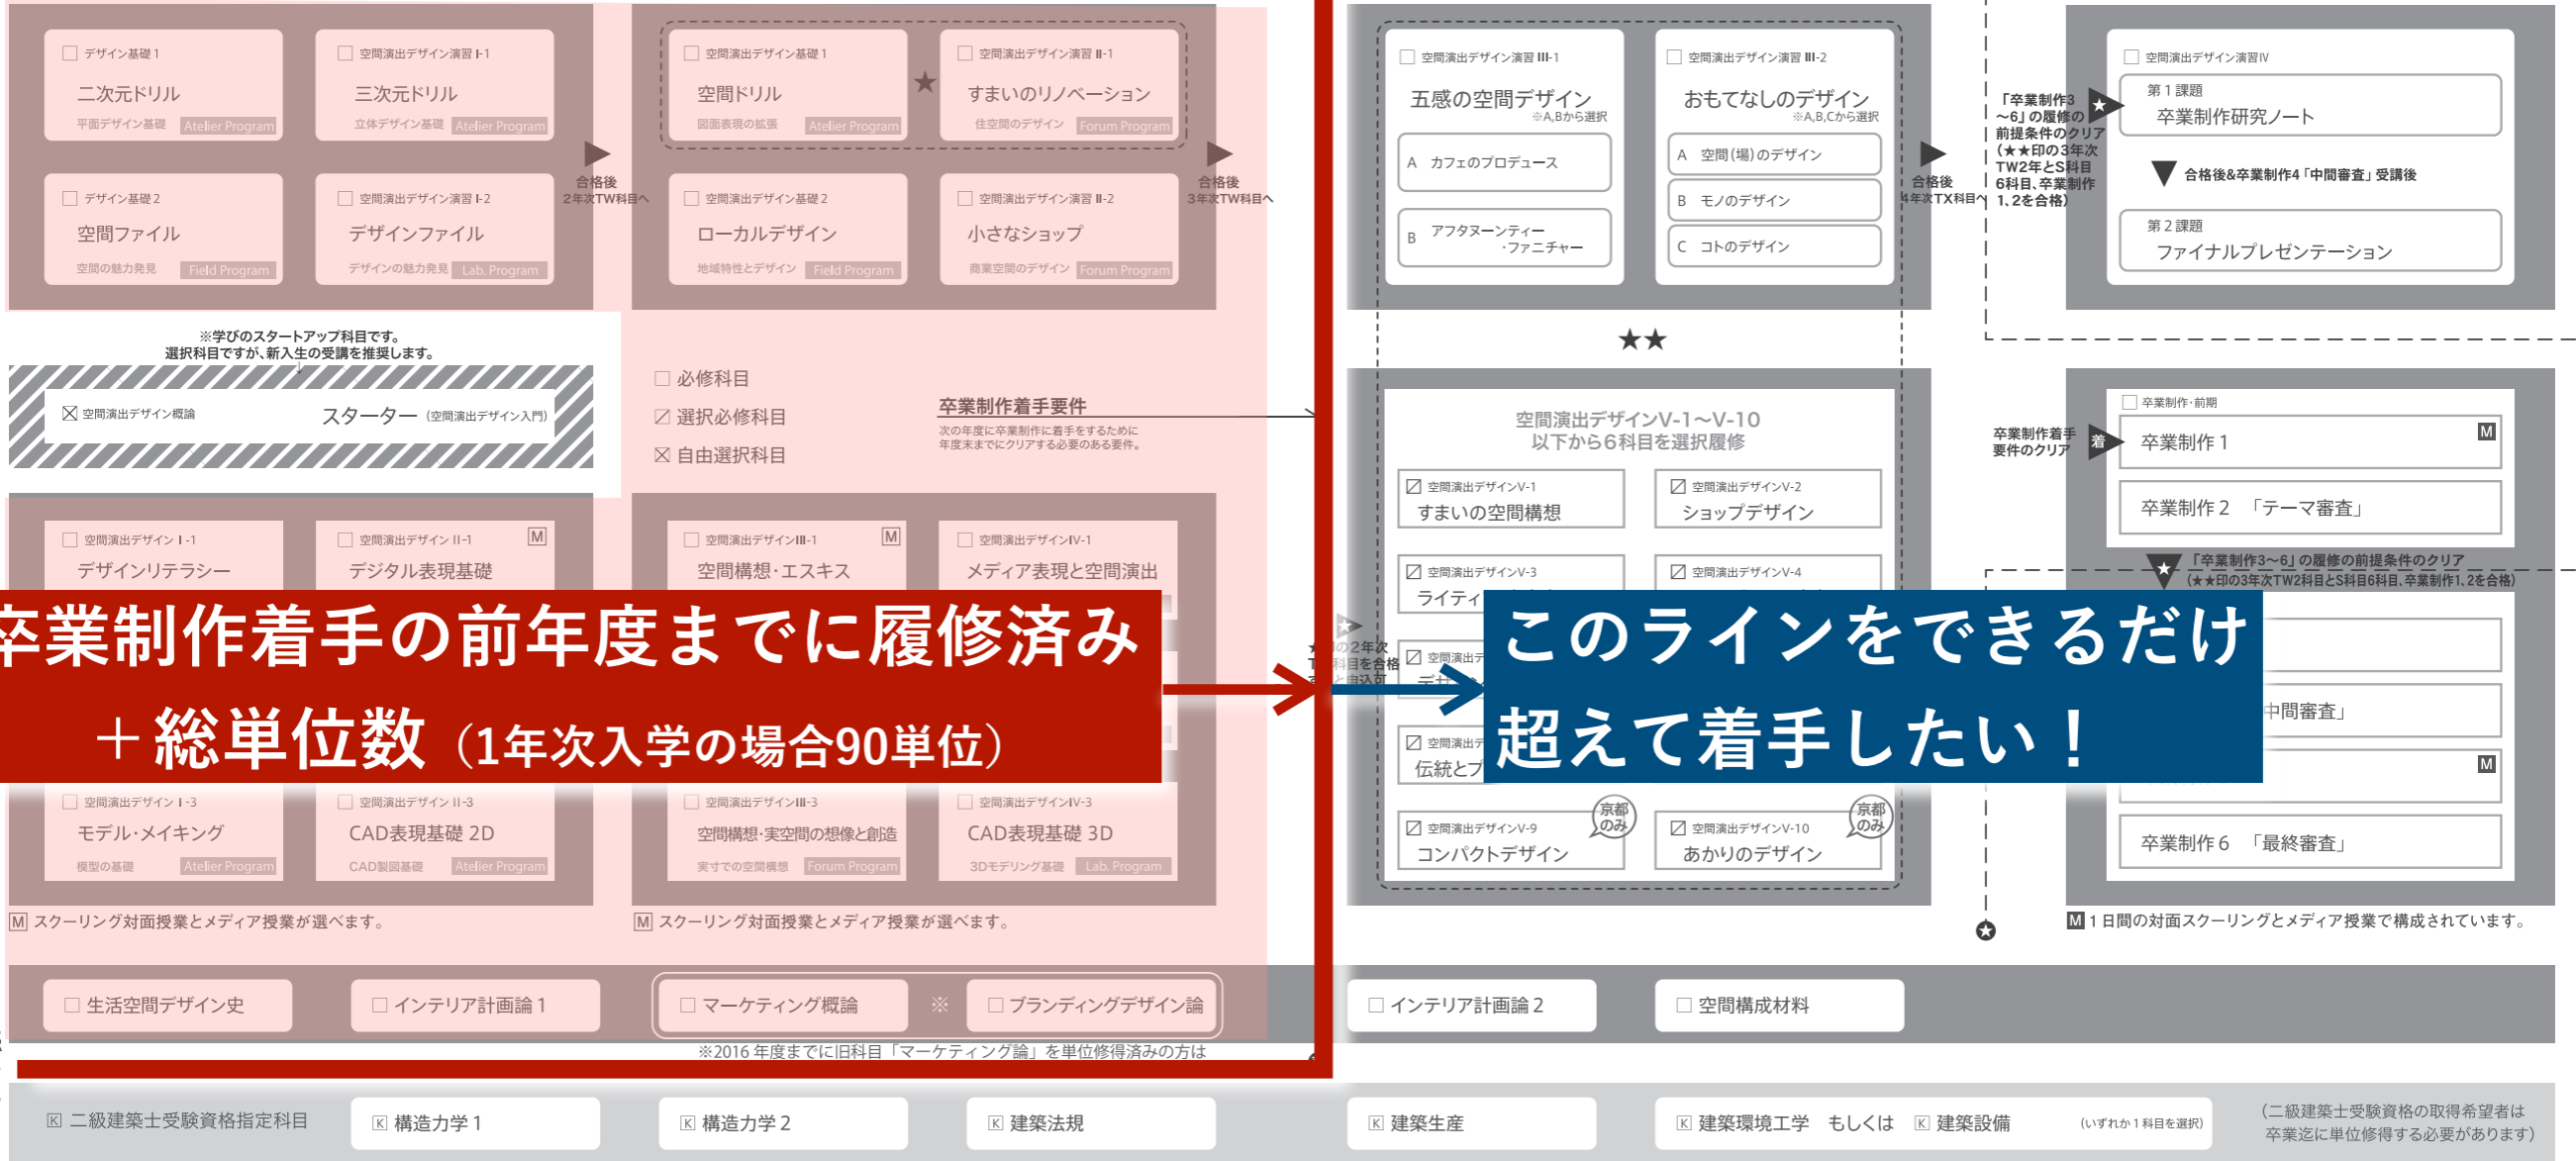 デザイン基礎 1
二次元ドリル
平面デザイン基礎 Atelier Program
空間演出デザイン演習 I-1
三次元ドリル
立体デザイン基礎 Atelier Program
デザイン基礎 2
空間ファイル
空間の魅力発見 Field Program
空間演出デザイン演習 I-2
デザインファイル
デザインの魅力発見 Lab. Program
合格後
2年次TW科目へ
空間演出デザイン基礎 1
空間ドリル
図面表現の拡張 Atelier Program
★
空間演出デザイン演習 II-1
すまいのリノベーション
住空間のデザイン Forum Program
空間演出デザイン基礎 2
ローカルデザイン
地域特性とデザイン Field Program
空間演出デザイン演習 II-2
小さなショップ
商業空間のデザイン Forum Program
合格後
3年次TW科目へ
空間演出デザイン演習 III-1
五感の空間デザイン
※A,Bから選択
A カフェのプロデュース
B アフタヌーンティー
・ファニチャー
空間演出デザイン演習 III-2
おもてなしのデザイン
※A,B,Cから選択
A 空間(場)のデザイン
B モノのデザイン
C コトのデザイン
合格後
4年次TX科目へ
「卒業制作3
～6」の履修の
前提条件のクリア
(★★印の3年次
TW2年とS科目
6科目、卒業制作
1、2を合格)
★
空間演出デザイン演習IV
第1課題
卒業制作研究ノート
合格後&卒業制作4「中間審査」受講後
第2課題
ファイナルプレゼンテーション
※学びのスタートアップ科目です。
選択科目ですが、新入生の受講を推奨します。
↓
空間演出デザイン概論 スターター (空間演出デザイン入門)
必修科目
選択必修科目
自由選択科目
卒業制作着手要件
次の年度に卒業制作に着手をするために
年度末までにクリアする必要のある要件。
★★
空間演出デザインV-1～V-10
以下から6科目を選択履修
空間演出デザインV-1
すまいの空間構想
空間演出デザインV-2
ショップデザイン
空間演出デザインV-3
ライティ
空間演出デザインV-4
卒業制作着手
要件のクリア
着
卒業制作・前期
卒業制作 1 M
卒業制作 2 「テーマ審査」
★
「卒業制作3～6」の履修の前提条件のクリア
(★★印の3年次TW2科目とS科目6科目、卒業制作1、2を合格)
空間演出デザイン I -1
デザインリテラシー
空間演出デザイン II-1 M
デジタル表現基礎
空間演出デザインIII-1 M
空間構想・エスキス
空間演出デザインIV-1
メディア表現と空間演出
卒業制作着手の前年度までに履修済み
＋総単位数（1年次入学の場合90単位）
このラインをできるだけ
超えて着手したい！
の2年次
科目を合格
と申込可
空間演出デ
空間演出デ
伝統とプ
中間審査」
M
空間演出デザイン I -3
モデル・メイキング
模型の基礎 Atelier Program
空間演出デザイン II-3
CAD表現基礎 2D
CAD製図基礎 Atelier Program
空間演出デザインIII-3
空間構想・実空間の想像と創造
実寸での空間構想 Forum Program
空間演出デザインIV-3
CAD表現基礎 3D
3Dモデリング基礎 Lab. Program
空間演出デザインV-9
コンパクトデザイン
京都
のみ
空間演出デザインV-10
あかりのデザイン
京都
のみ
卒業制作 6 「最終審査」
M スクーリング対面授業とメディア授業が選べます。
M スクーリング対面授業とメディア授業が選べます。
M 1日間の対面スクーリングとメディア授業で構成されています。
★
生活空間デザイン史
インテリア計画論 1
マーケティング概論
※
ブランディングデザイン論
インテリア計画論 2
空間構成材料
※2016 年度までに旧科目「マーケティング論」を単位修得済みの方は
K 二級建築士受験資格指定科目
K 構造力学 1
K 構造力学 2
K 建築法規
K 建築生産
K 建築環境工学 もしくは K 建築設備 (いずれか1科目を選択)
(二級建築士受験資格の取得希望者は
卒業迄に単位修得する必要があります)